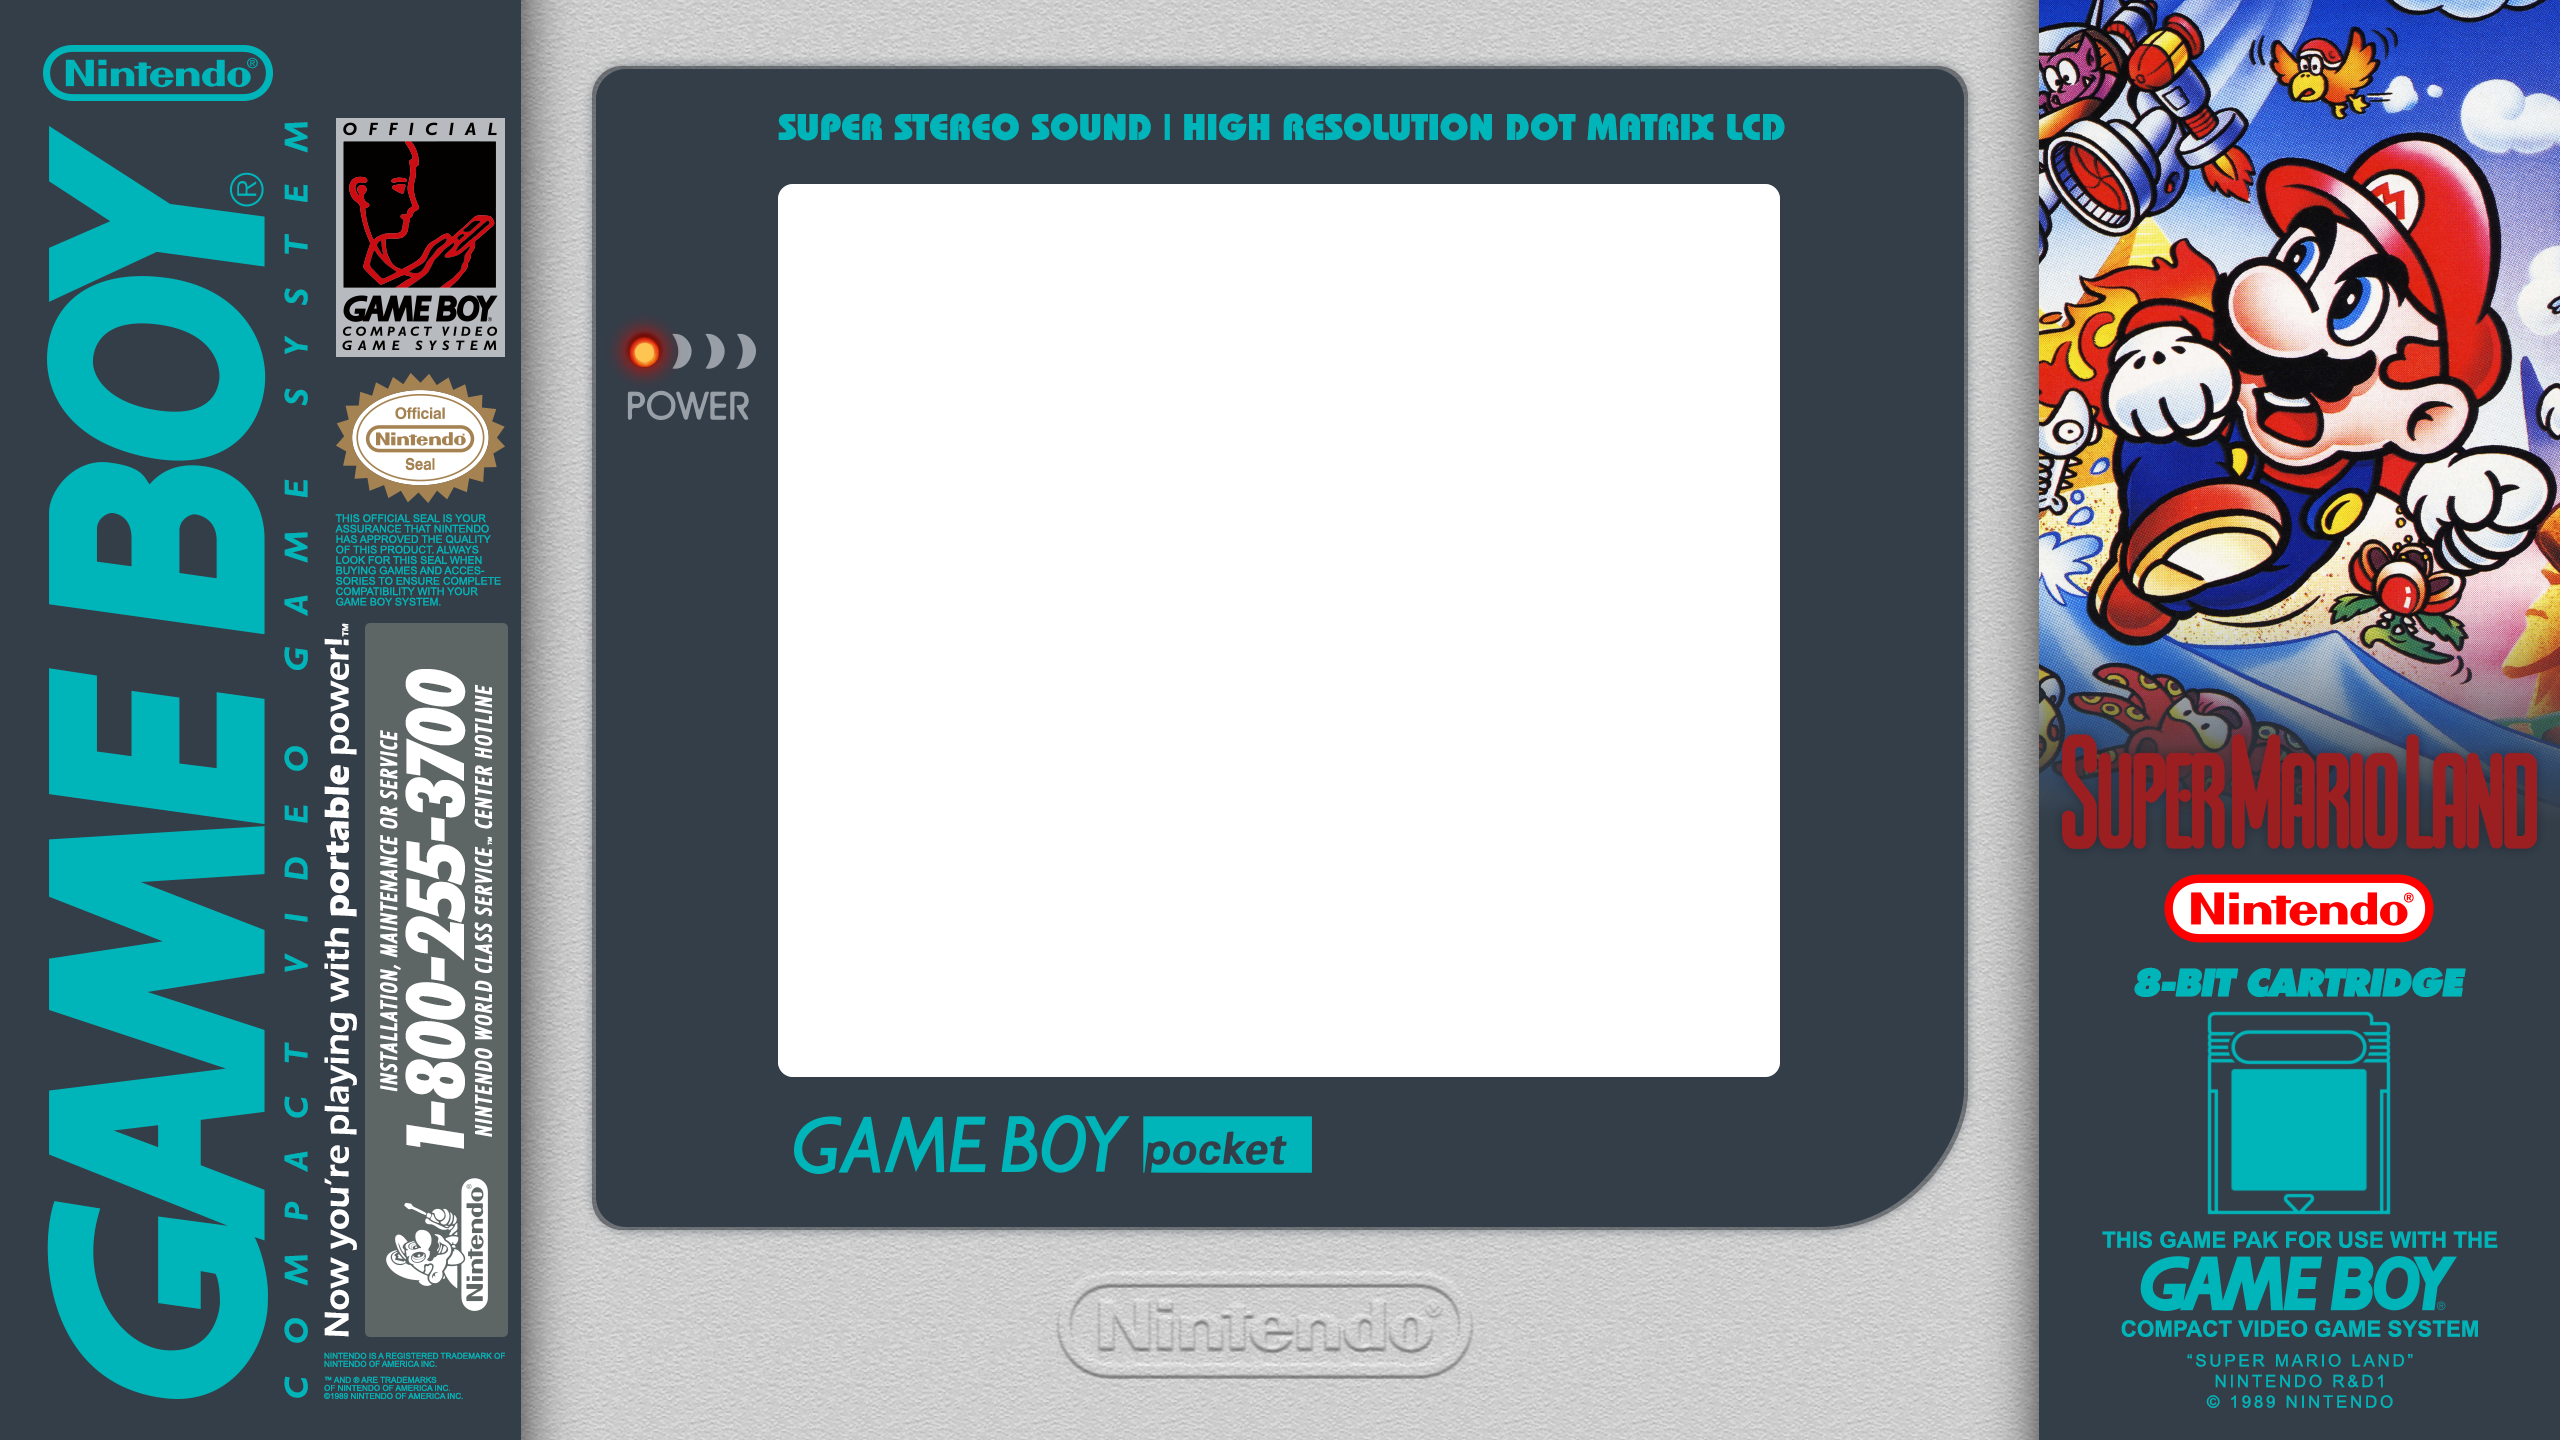 Nintendo®
GAME BOY®
COMPACT VIDEO GAME SYSTEM
OFFICIAL
GAME BOY®
COMPACT VIDEO
GAME SYSTEM
Official
Nintendo
Seal
THIS OFFICIAL SEAL IS YOUR
ASSURANCE THAT NINTENDO
HAS APPROVED THE QUALITY
OF THIS PRODUCT. ALWAYS
LOOK FOR THIS SEAL WHEN
BUYING GAMES AND ACCES-
SORIES TO ENSURE COMPLETE
COMPATIBILITY WITH YOUR
GAME BOY SYSTEM.
Now you're playing with portable power!™
INSTALLATION, MAINTENANCE OR SERVICE
1-800-255-3700
NINTENDO WORLD CLASS SERVICE™ CENTER HOTLINE
Nintendo®
NINTENDO IS A REGISTERED TRADEMARK OF
NINTENDO OF AMERICA INC.
™ AND ® ARE TRADEMARKS
OF NINTENDO OF AMERICA INC.
©1989 NINTENDO OF AMERICA INC.
SUPER STEREO SOUND | HIGH RESOLUTION DOT MATRIX LCD
POWER
GAME BOY pocket
Nintendo®
6
M
SUPER MARIO LAND
Nintendo®
8-BIT CARTRIDGE
THIS GAME PAK FOR USE WITH THE
GAME BOY®
COMPACT VIDEO GAME SYSTEM
“SUPER MARIO LAND”
NINTENDO R&D1
© 1989 NINTENDO